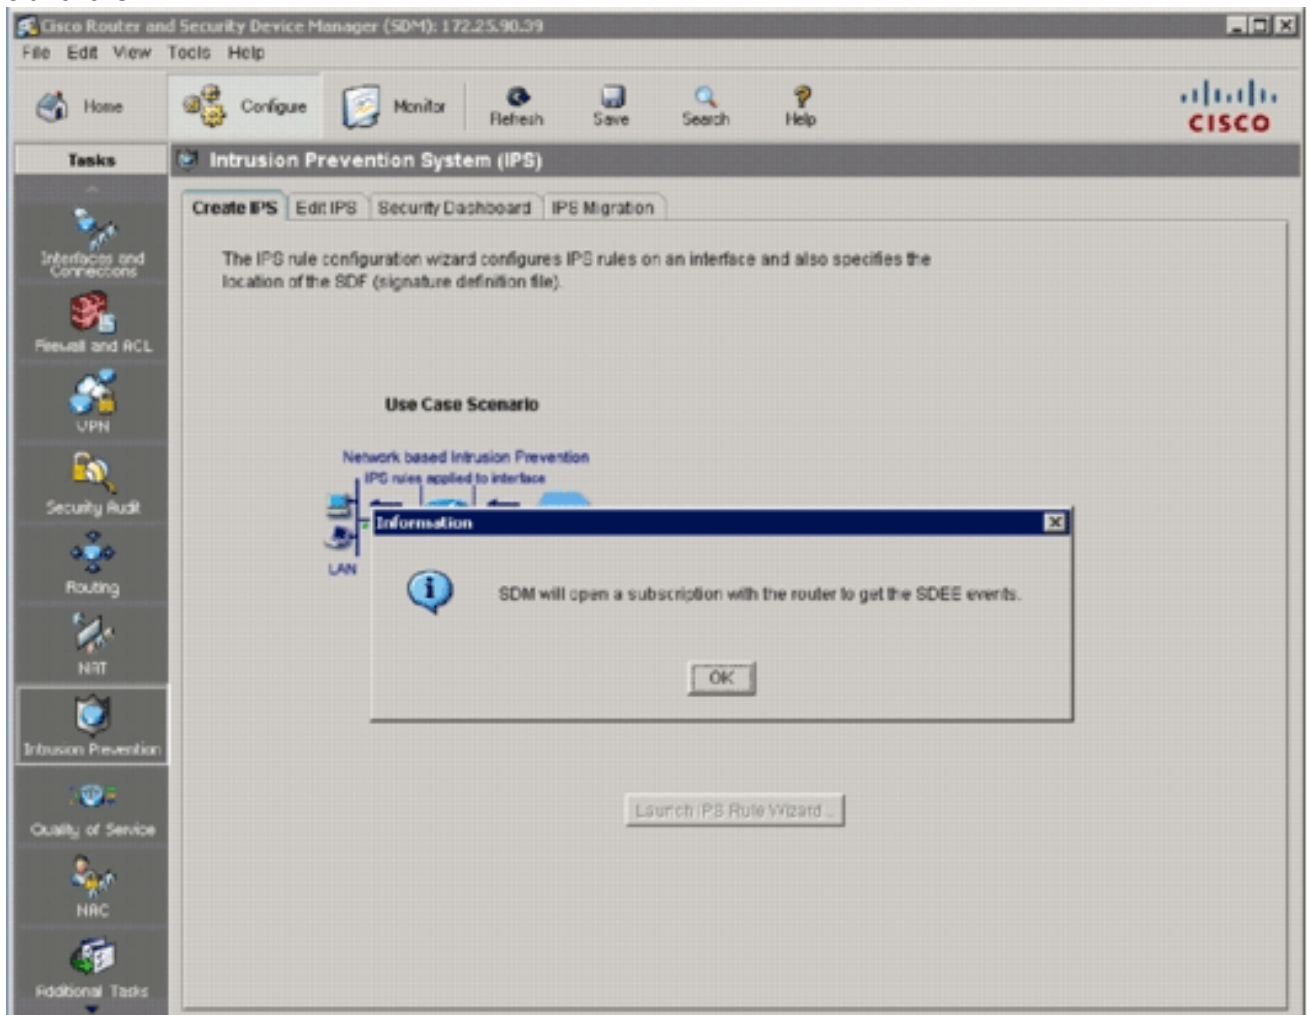 Cisco Router and Security Device Manager (SDM): 172.25.90.39
File Edit View Tools Help
Home Configure Monitor Refresh Save Search Help
CISCO
Tasks
Intrusion Prevention System (IPS)
Create IPS Edit IPS Security Dashboard IPS Migration
Interfaces and
Connections
The IPS rule configuration wizard configures IPS rules on an interface and also specifies the
location of the SDF (signature definition file).
Firewall and ACL
Use Case Scenario
VPN
Network based Intrusion Prevention
IPS rules applied to interface
Security Audit
Information
LAN
SDM will open a subscription with the router to get the SDEE events.
Routing
OK
NAT
Intrusion Prevention
Launch IPS Rule Wizard...
Quality of Service
NAC
Additional Tasks